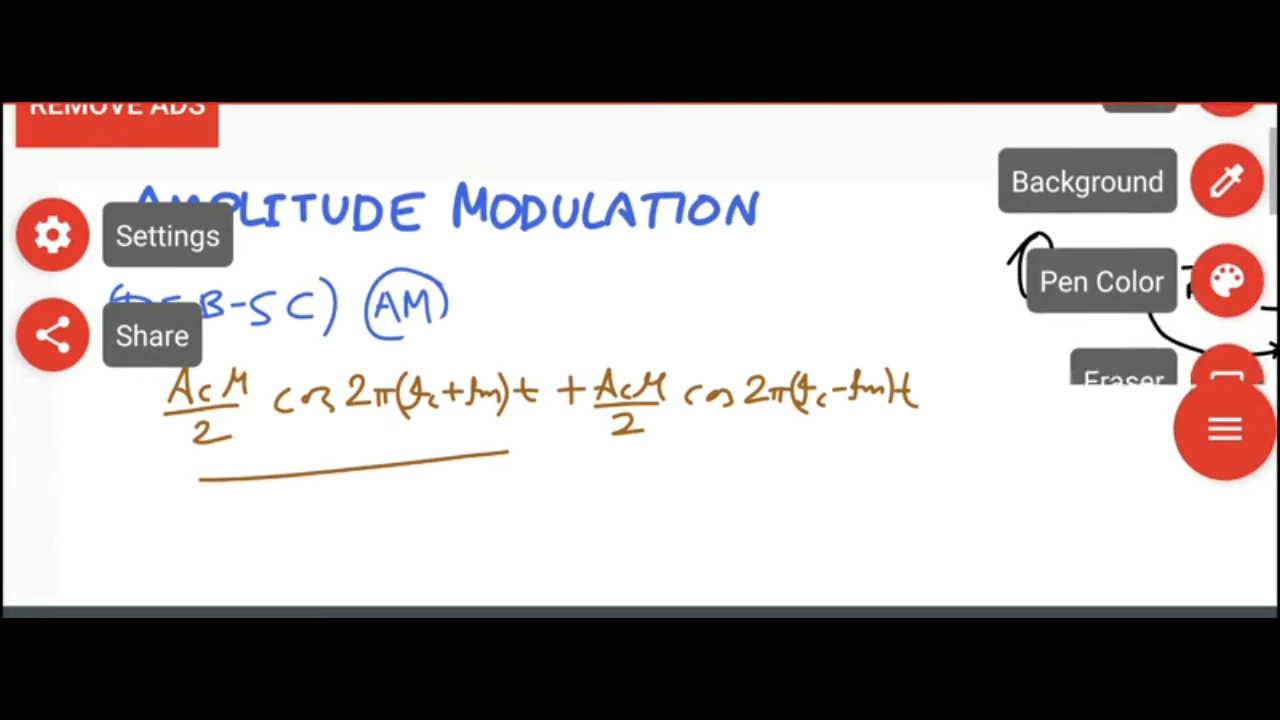 REMOVE ADS
Background
AMPLITUDE MODULATION
Settings
Pen Color
B-SC) AM
Share
Eraser
AcM/2 cos 2π(fc+fm)t + AcM/2 cos 2π(fc-fm)t